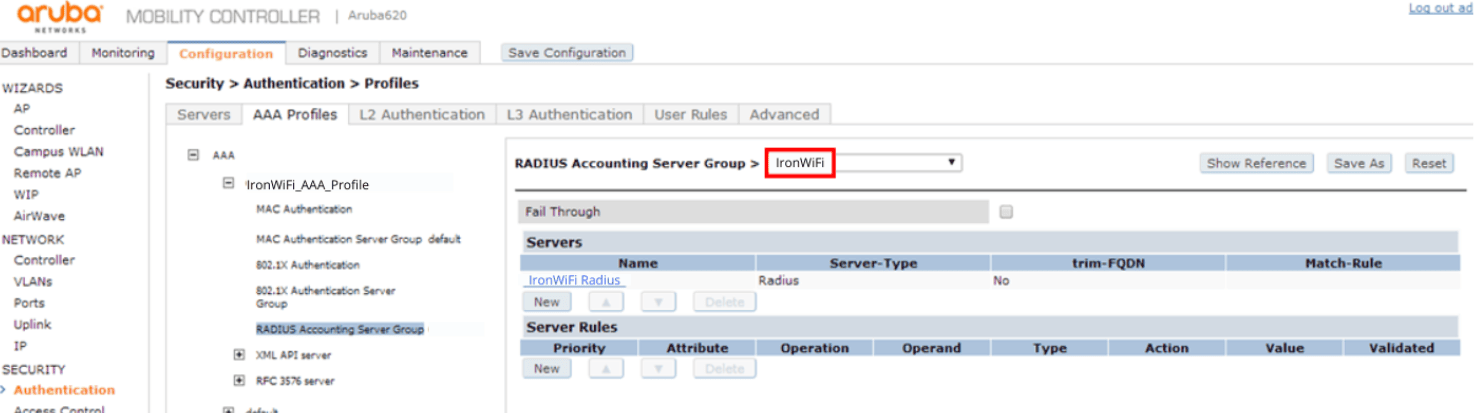 aruba NETWORKS MOBILITY CONTROLLER | Aruba620
Log out ad
Dashboard Monitoring Configuration Diagnostics Maintenance Save Configuration
WIZARDS
AP
Controller
Campus WLAN
Remote AP
WIP
AirWave
NETWORK
Controller
VLANs
Ports
Uplink
IP
SECURITY
> Authentication
Access Control
Security > Authentication > Profiles
Servers AAA Profiles L2 Authentication L3 Authentication User Rules Advanced
AAA
IronWiFi_AAA_Profile
MAC Authentication
MAC Authentication Server Group default
802.1X Authentication
802.1X Authentication Server
Group
RADIUS Accounting Server Group
XML API server
RFC 3576 server
default
RADIUS Accounting Server Group > IronWiFi
Show Reference Save As Reset
Fail Through
Servers
Name Server-Type trim-FQDN Match-Rule
IronWiFi Radius Radius No
New ▲ ▼ Delete
Server Rules
Priority Attribute Operation Operand Type Action Value Validated
New ▲ ▼ Delete